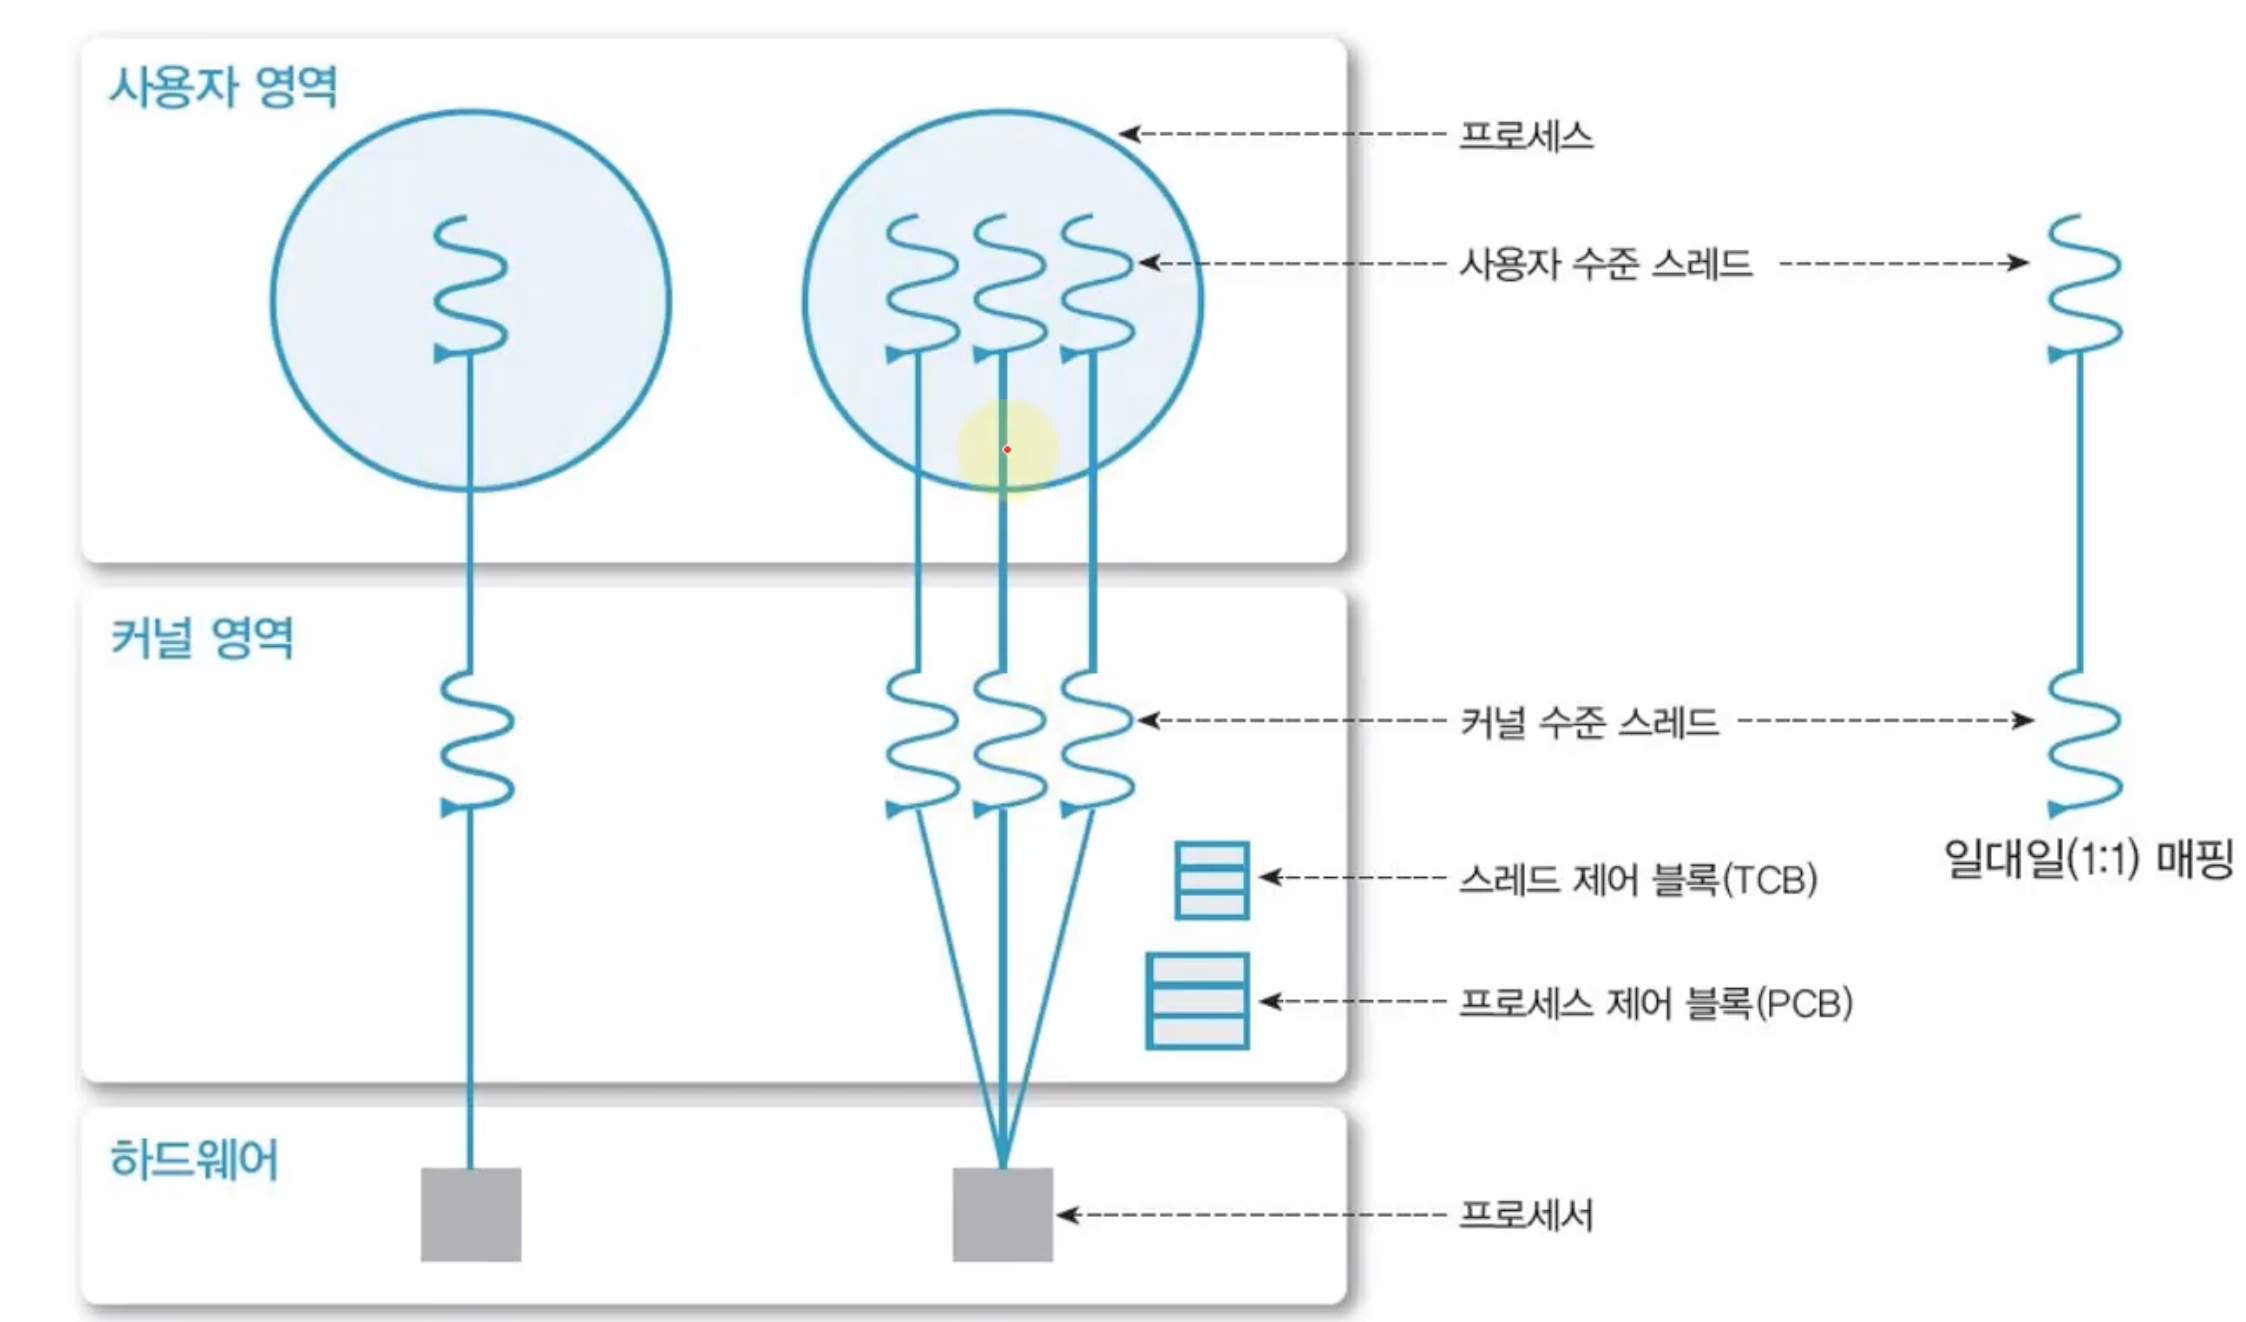 사용자 영역
프로세스
사용자 수준 스레드
커널 영역
커널 수준 스레드
일대일(1:1) 매핑
스레드 제어 블록(TCB)
프로세스 제어 블록(PCB)
하드웨어
프로세서